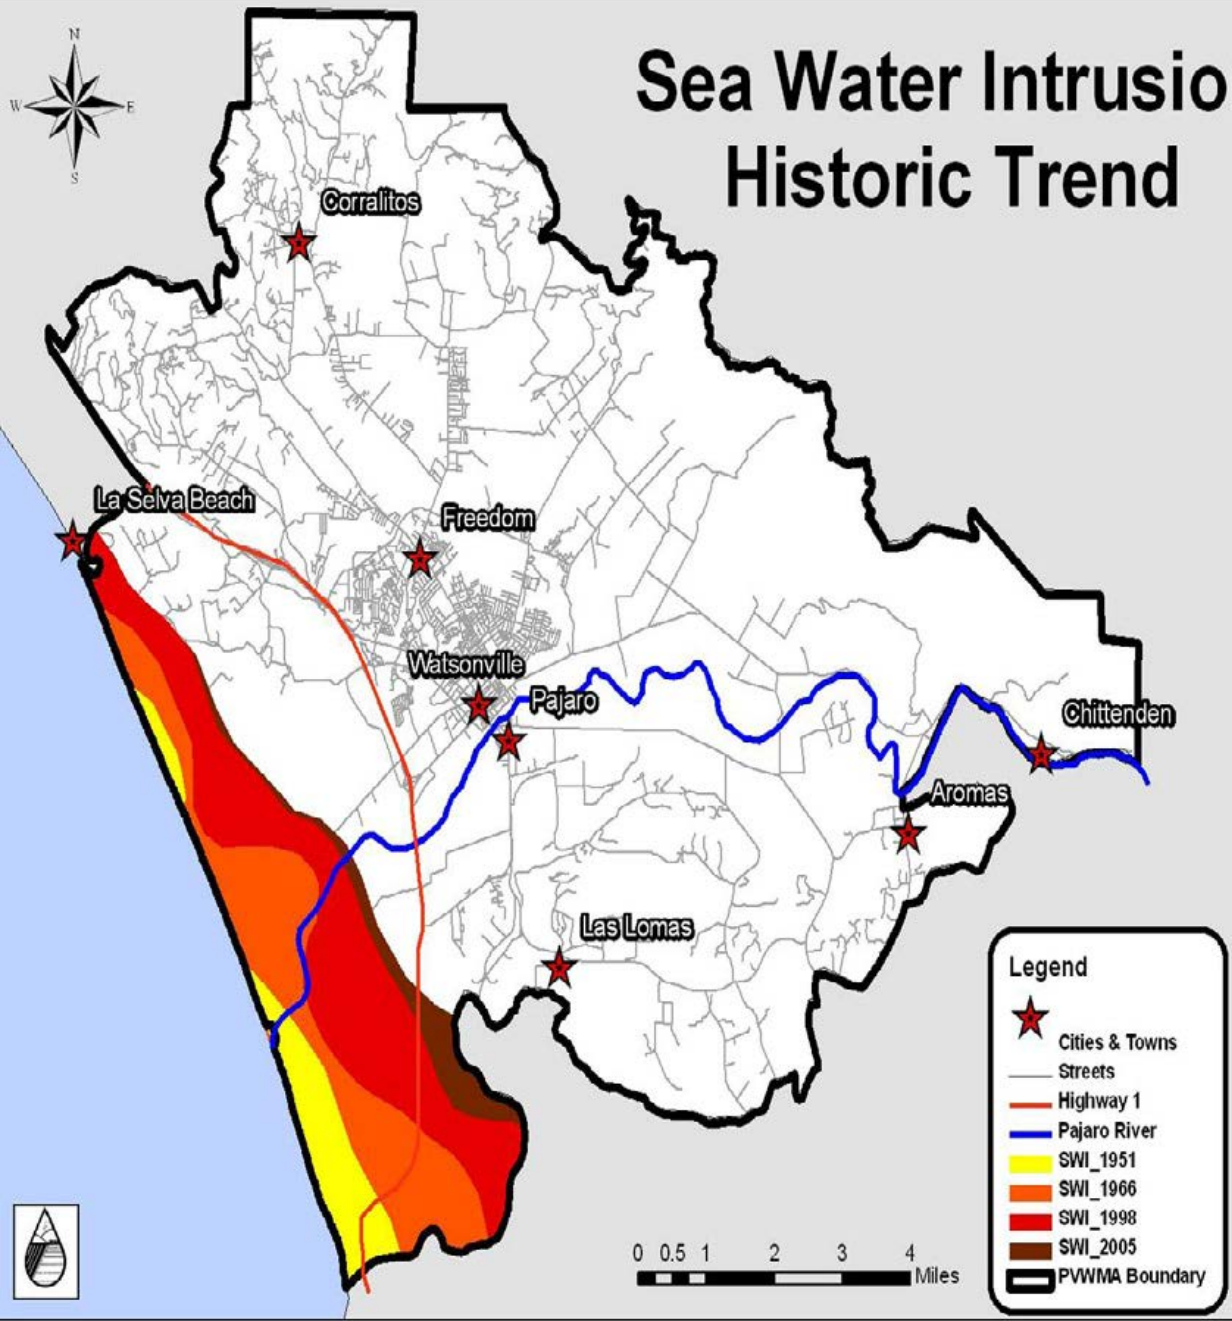 N
W E
S
Sea Water Intrusio
Historic Trend
Corralitos
La Selva Beach
Freedom
Watsonville
Pajaro
Chittenden
Aromas
Las Lomas
Legend
Cities & Towns
Streets
Highway 1
Pajaro River
SWI_1951
SWI_1966
SWI_1998
SWI_2005
PVWMA Boundary
0 0.5 1 2 3 4
Miles